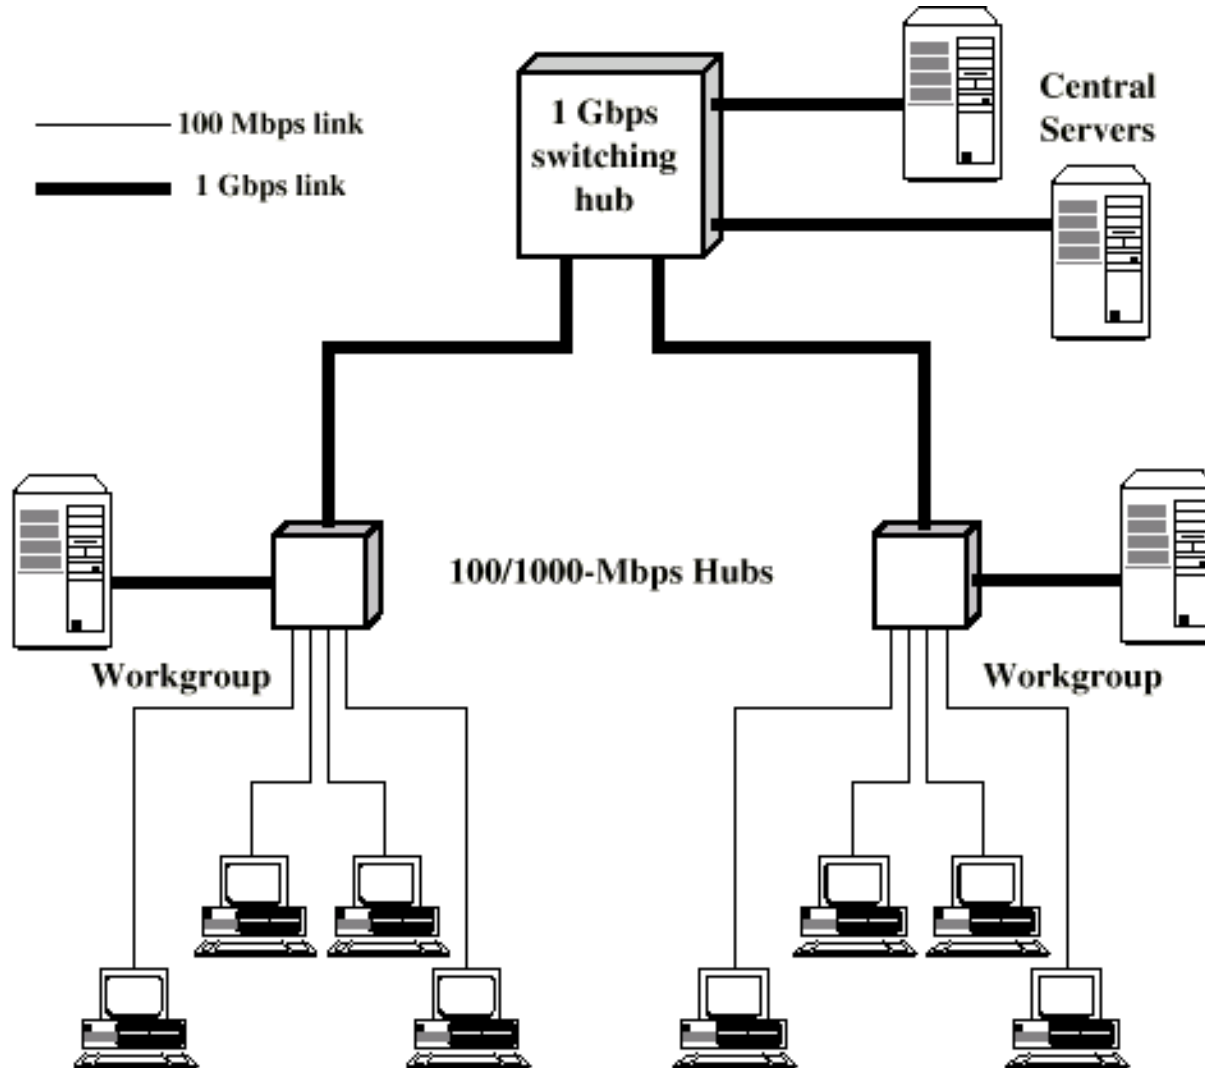 100 Mbps link
1 Gbps link
1 Gbps
switching
hub
Central
Servers
100/1000-Mbps Hubs
Workgroup
Workgroup